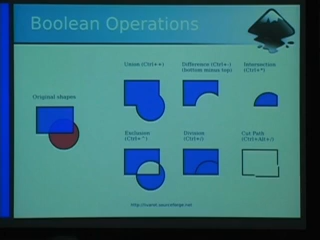 Boolean Operations
Union (Ctrl++)
Difference (Ctrl+-)
(bottom minus top)
Intersection
(Ctrl+*)
Original shapes
Exclusion
(Ctrl+^)
Division
(Ctrl+/)
Cut Path
(Ctrl+Alt+/)